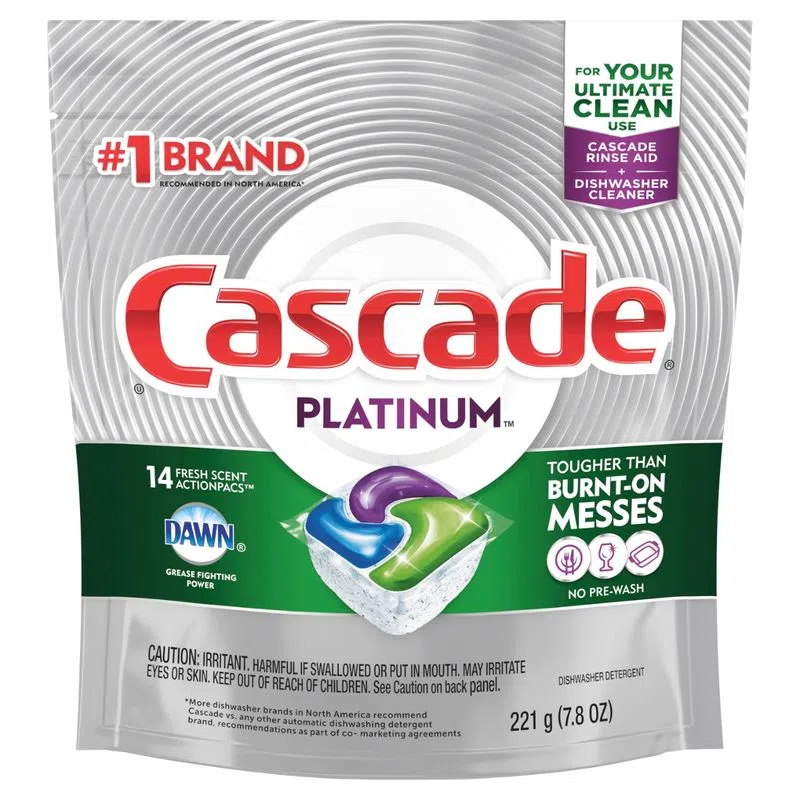 FOR YOUR
ULTIMATE
CLEAN
USE
CASCADE
RINSE AID
+
DISHWASHER
CLEANER
#1 BRAND
RECOMMENDED IN NORTH AMERICA*
Cascade®
U
PLATINUM™
14 FRESH SCENT
ACTIONPACS™
DAWN®
GREASE FIGHTING
POWER
TOUGHER THAN
BURNT-ON
MESSES
NO PRE-WASH
CAUTION: IRRITANT. HARMFUL IF SWALLOWED OR PUT IN MOUTH. MAY IRRITATE
EYES OR SKIN. KEEP OUT OF REACH OF CHILDREN. See Caution on back panel.
DISHWASHER DETERGENT
*More dishwasher brands in North America recommend
Cascade vs. any other automatic dishwashing detergent
brand, recommendations as part of co- marketing agreements
221 g (7.8 OZ)